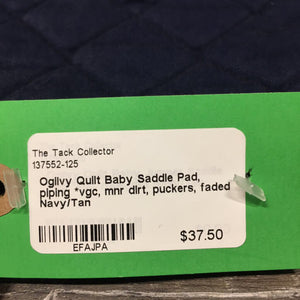 The Tack Collector
137552-125
Ogilvy Quilt Baby Saddle Pad,
piping *vgc, mnr dirt, puckers, faded
Navy/Tan
EFAJPA
$37.50